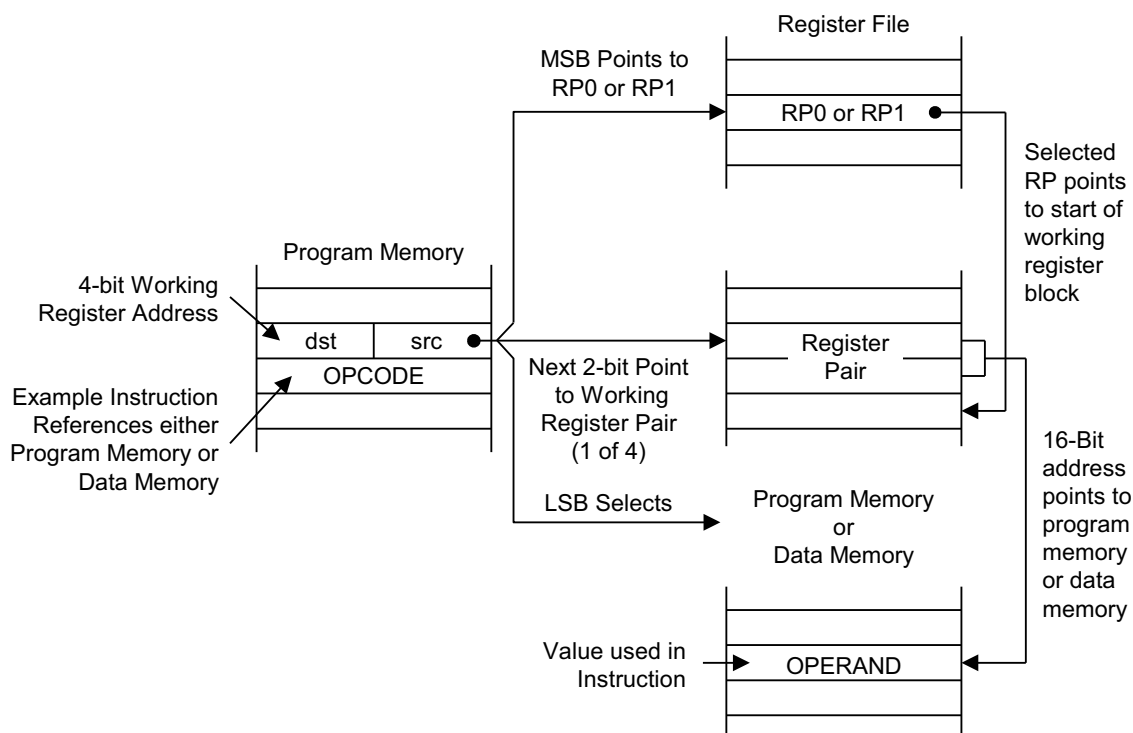 Register File
MSB Points to
RP0 or RP1
RP0 or RP1
Selected
RP points
to start of
working
register
block
Program Memory
4-bit Working
Register Address
dst
src
OPCODE
Example Instruction
References either
Program Memory or
Data Memory
Next 2-bit Point
to Working
Register Pair
(1 of 4)
Register
Pair
LSB Selects
Program Memory
or
Data Memory
16-Bit
address
points to
program
memory
or data
memory
Value used in
Instruction
OPERAND